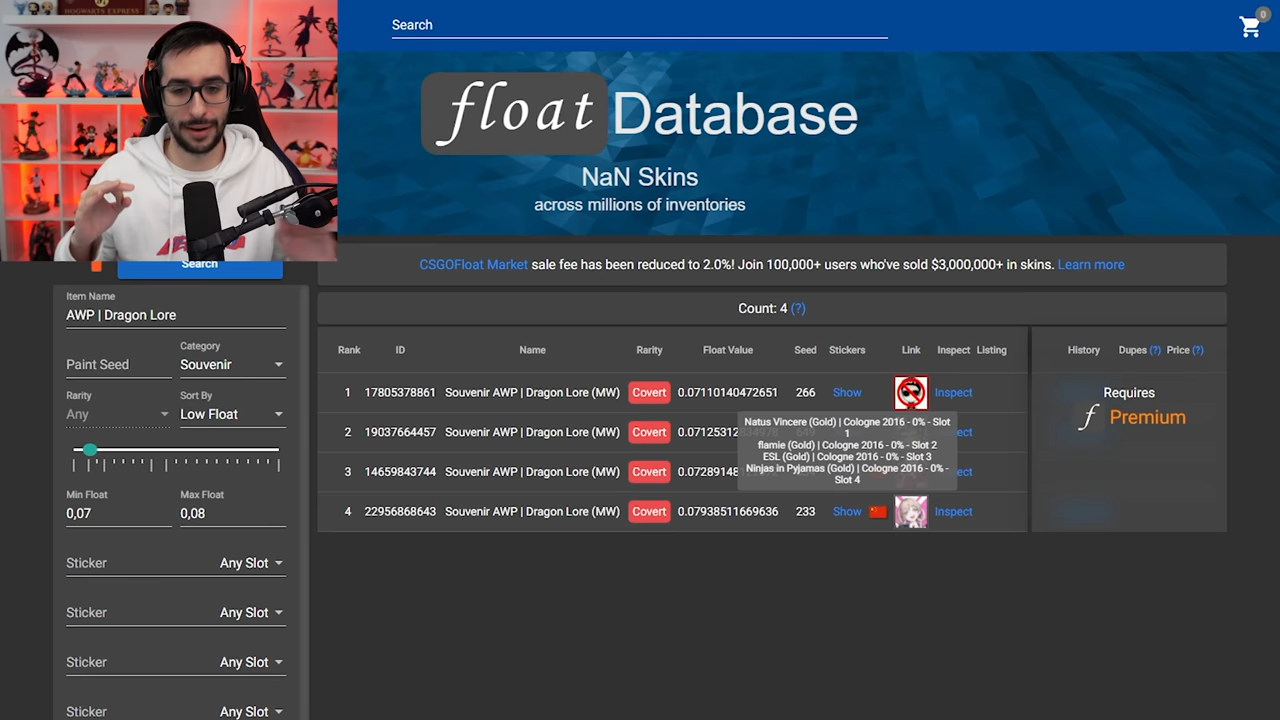 HOGWARTS EXPRESS
Search
0
float Database
NaN Skins
across millions of inventories
Search
CSGOFloat Market sale fee has been reduced to 2.0%! Join 100,000+ users who've sold $3,000,000+ in skins. Learn more
Count: 4 (?)
Item Name
AWP | Dragon Lore
Category
Paint Seed
Souvenir
Rarity
Sort By
Any
Low Float
Min Float
Max Float
0,07
0,08
Sticker Any Slot
Sticker Any Slot
Sticker Any Slot
Sticker Any Slot
Rank ID Name Rarity Float Value Seed Stickers Link Inspect Listing
1 17805378861 Souvenir AWP | Dragon Lore (MW) Covert 0.07110140472651 266 Show Inspect
2 19037664457 Souvenir AWP | Dragon Lore (MW) Covert
3 14659843744 Souvenir AWP | Dragon Lore (MW) Covert
4 22956868643 Souvenir AWP | Dragon Lore (MW) Covert 0.07938511669636 233 Show Inspect
Natus Vincere (Gold) | Cologne 2016 - 0% - Slot
1
flamie (Gold) | Cologne 2016 - 0% - Slot 2
ESL (Gold) | Cologne 2016 - 0% - Slot 3
Ninjas in Pyjamas (Gold) | Cologne 2016 - 0% -
Slot 4
History Dupes (?) Price (?)
Requires
f Premium